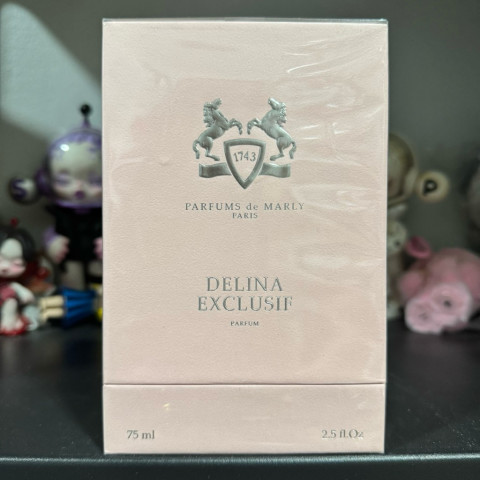 1743
PARFUMS de MARLY
PARIS
DELINA
EXCLUSIF
PARFUM
75 ml 2.5 fl.Oz
P